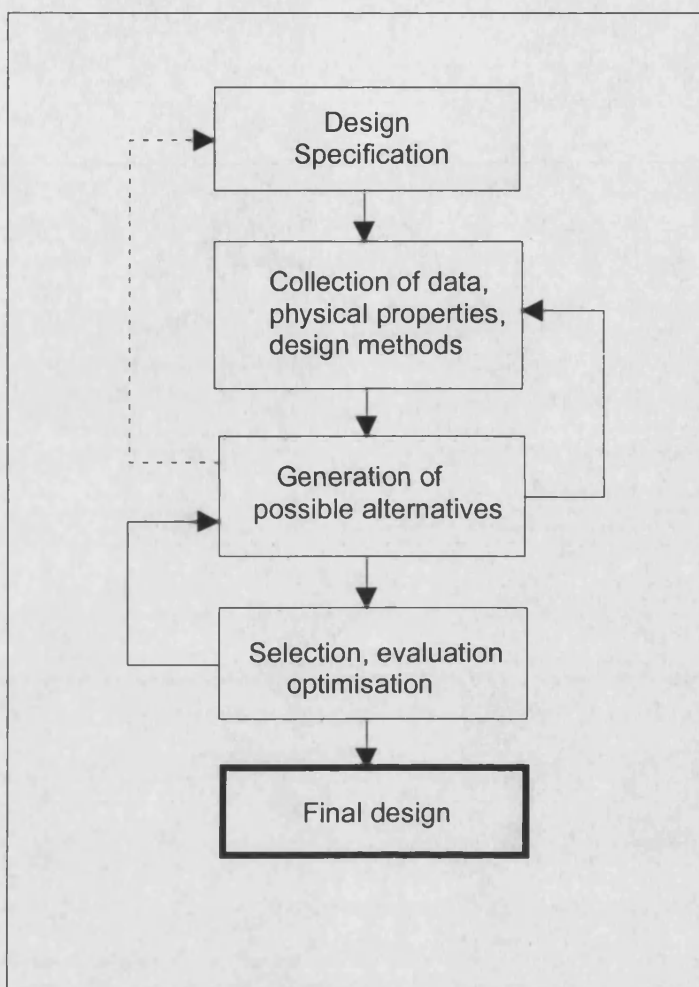 Design
Specification
Collection of data,
physical properties,
design methods
Generation of
possible alternatives
Selection, evaluation
optimisation
Final design